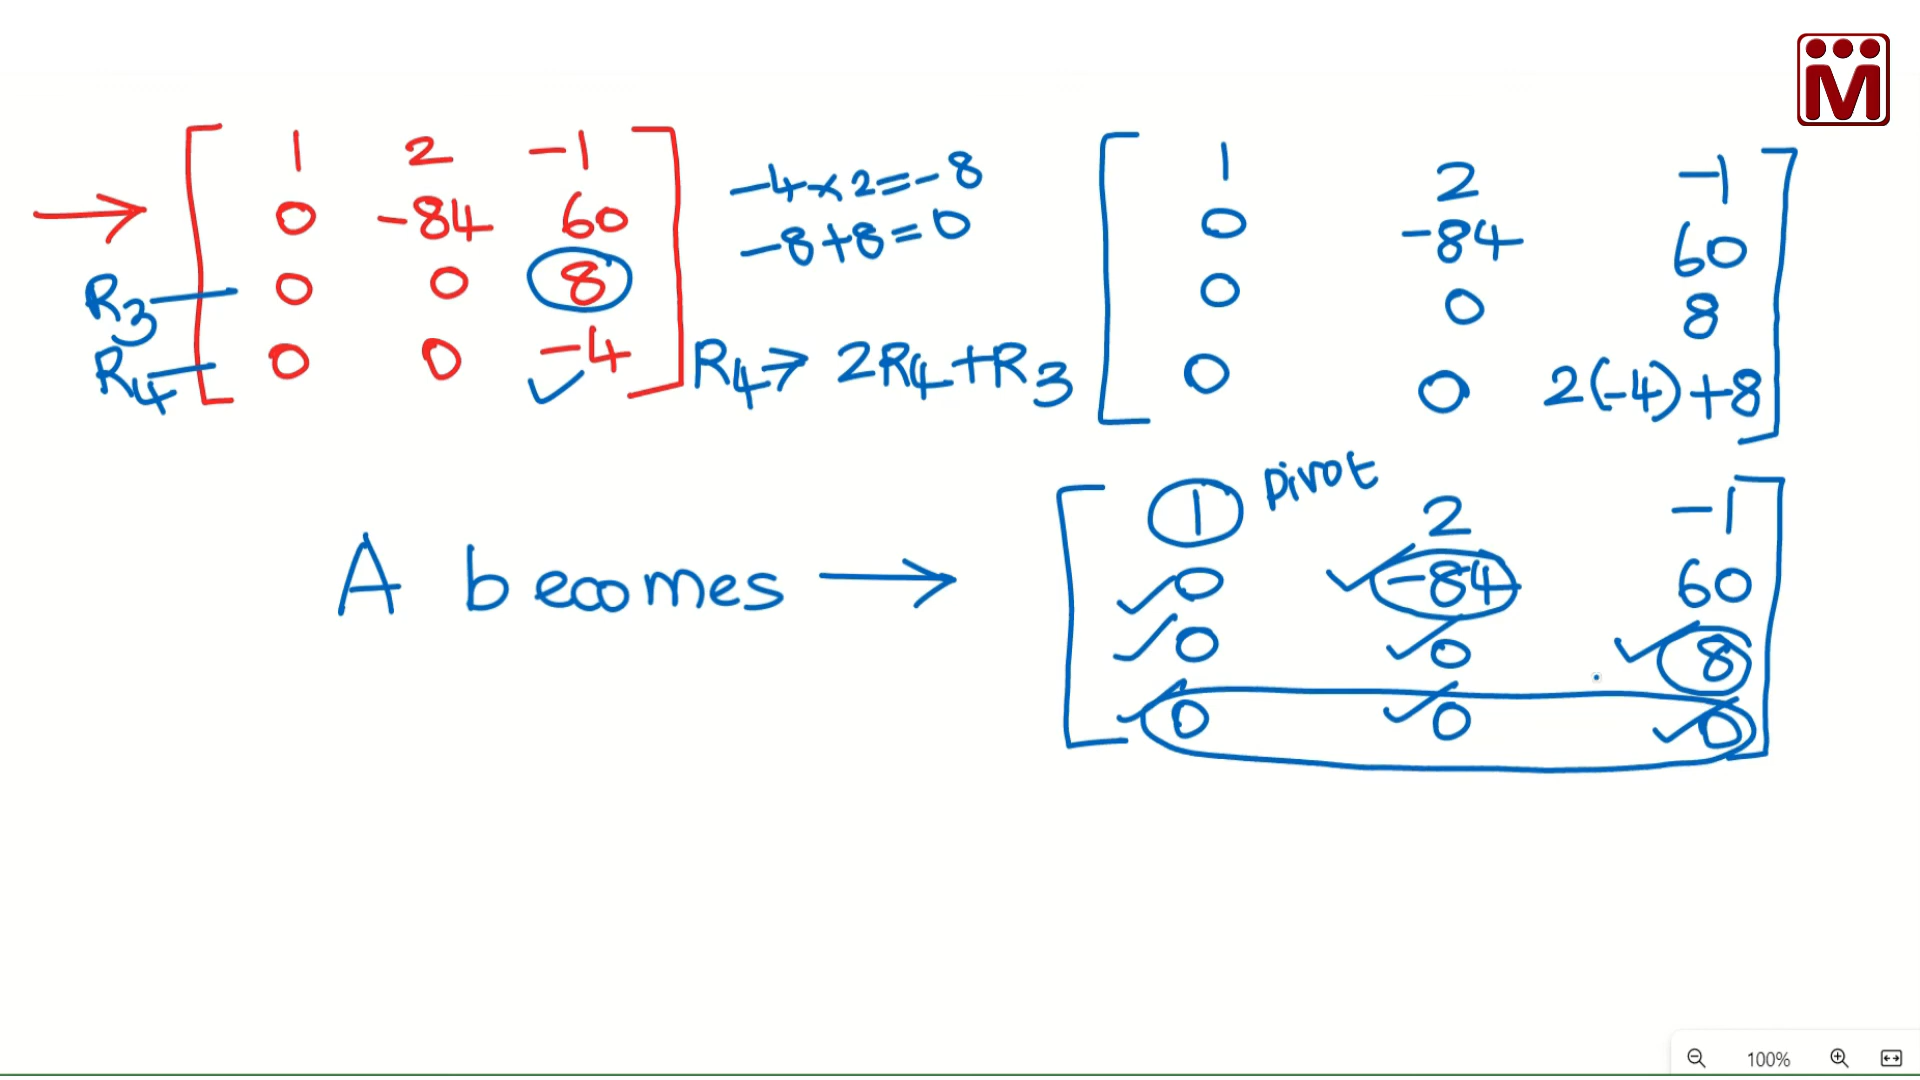 1 2 -1
0 -84 60
R3 0 0 8
R4 0 0 -4
-4×2=-8
-8+8=0
R4→ 2R4+R3
1 2 -1
0 -84 60
0 0 8
0 0 2(-4)+8
A becomes →
1 pivot 2 -1
0 -84 60
0 0 8
0 0 0
M
100%